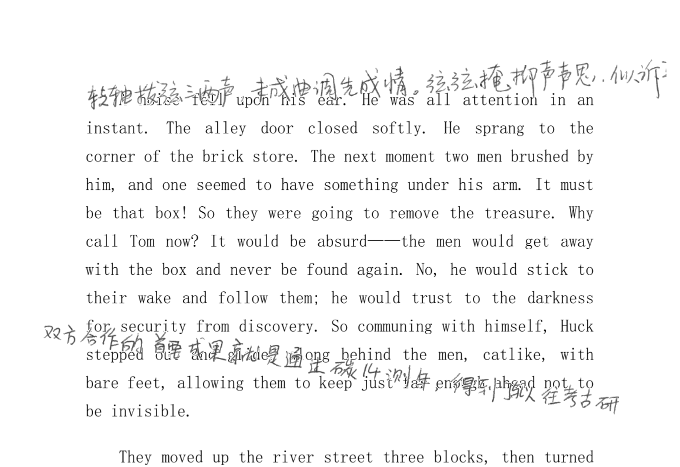 转轴拨弦三两声，未成曲调先成情。弦弦掩抑声声思，似诉
noise fell upon his ear. He was all attention in an
instant. The alley door closed softly. He sprang to the
corner of the brick store. The next moment two men brushed by
him, and one seemed to have something under his arm. It must
be that box! So they were going to remove the treasure. Why
call Tom now? It would be absurd——the men would get away
with the box and never be found again. No, he would stick to
their wake and follow them; he would trust to the darkness
for security from discovery. So communing with himself, Huck
双方合作的首要成果就是通过碳14测年，得到了以往考古研
stepped out and glided along behind the men, catlike, with
bare feet, allowing them to keep just far enough ahead not to
be invisible.
They moved up the river street three blocks, then turned